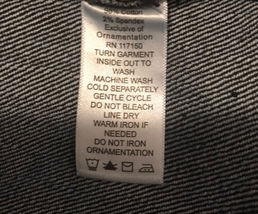 98% Cotton
2% Spandex
Exclusive of
Ornamentation
RN 117150
TURN GARMENT
INSIDE OUT TO
WASH
MACHINE WASH
COLD SEPARATELY
GENTLE CYCLE
DO NOT BLEACH
LINE DRY
WARM IRON IF
NEEDED
DO NOT IRON
ORNAMENTATION